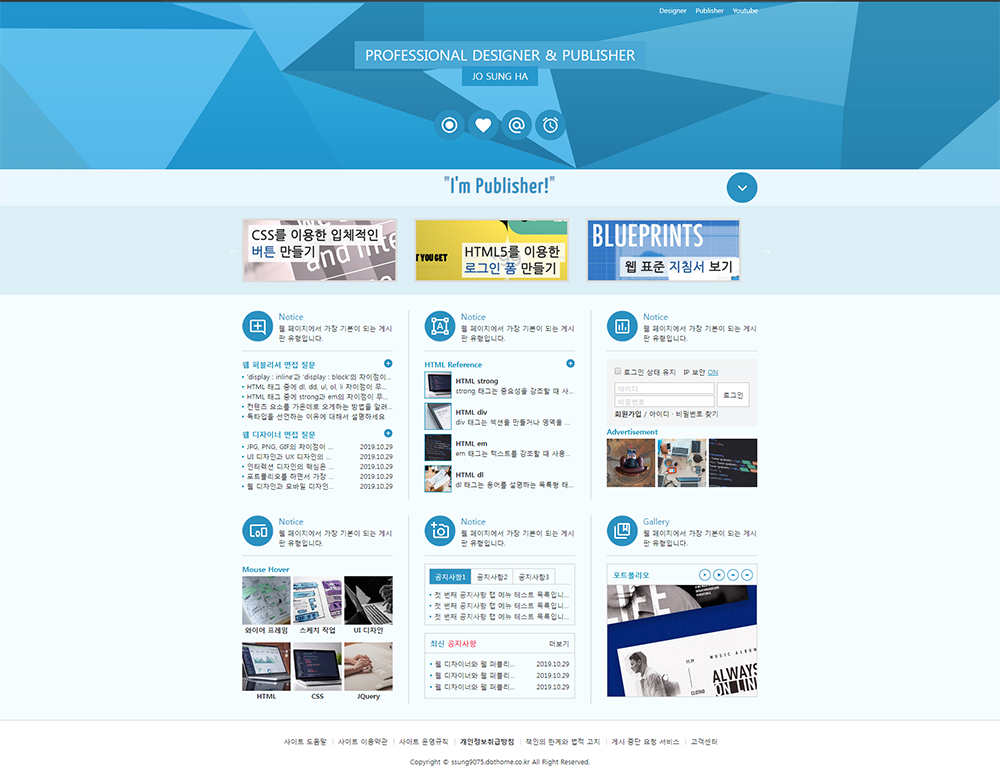 Designer Publisher Youtube
PROFESSIONAL DESIGNER & PUBLISHER
JO SUNG HA
"I'm Publisher!"
CSS를 이용한 입체적인
버튼 만들기
HTML5를 이용한
로그인 폼 만들기
BLUEPRINTS
웹 표준 지침서 보기
Notice
웹 페이지에서 가장 기본이 되는 게시
판 유형입니다.
웹 퍼블리셔 면접 질문
'display : inline'과 'display : block'의 차이점이...
HTML 태그 중에 dl, dd, ul, ol, li 차이점이 무...
HTML 태그 중에 strong과 em의 차이점이 무...
컨텐츠 요소를 가운데로 오게하는 방법을 알려...
독타입을 선언하는 이유에 대해서 설명하세요
웹 디자이너 면접 질문
JPG, PNG, GIF의 차이점이 ... 2019.10.29
UI 디자인과 UX 디자인의 ... 2019.10.29
인터랙션 디자인의 핵심은 ... 2019.10.29
포트폴리오를 하면서 가장 ... 2019.10.29
웹 디자인과 모바일 디자인... 2019.10.29
Notice
웹 페이지에서 가장 기본이 되는 게시
판 유형입니다.
HTML Reference
HTML strong
strong 태그는 중요성을 강조할 때 사...
HTML div
div 태그는 섹션을 만들거나 영역을 ...
HTML em
em 태그는 텍스트를 강조할 때 사용...
HTML dl
dl 태그는 용어를 설명하는 목록형 태...
Notice
웹 페이지에서 가장 기본이 되는 게시
판 유형입니다.
로그인 상태 유지 IP 보안 ON
아이디
비밀번호
로그인
회원가입 / 아이디 · 비밀번호 찾기
Advertisement
Notice
웹 페이지에서 가장 기본이 되는 게시
판 유형입니다.
Mouse Hover
와이어 프레임 스케치 작업 UI 디자인
HTML CSS JQuery
Notice
웹 페이지에서 가장 기본이 되는 게시
판 유형입니다.
공지사항1 공지사항2 공지사항3
첫 번째 공지사항 탭 메뉴 테스트 목록입니...
첫 번째 공지사항 탭 메뉴 테스트 목록입니...
첫 번째 공지사항 탭 메뉴 테스트 목록입니...
최신 공지사항 더보기
웹 디자이너와 웹 퍼블리... 2019.10.29
웹 디자이너와 웹 퍼블리... 2019.10.29
웹 디자이너와 웹 퍼블리... 2019.10.29
Gallery
웹 페이지에서 가장 기본이 되는 게시
판 유형입니다.
포트폴리오
LIFE
MUSIC ALBUM
ALWAYS
ON LIN
사이트 도움말 | 사이트 이용약관 | 사이트 운영규칙 | 개인정보취급방침 | 책임의 한계와 법적 고지 | 게시 중단 요청 서비스 | 고객센터
Copyright © ssung9075.dothome.co.kr All Right Reserved.